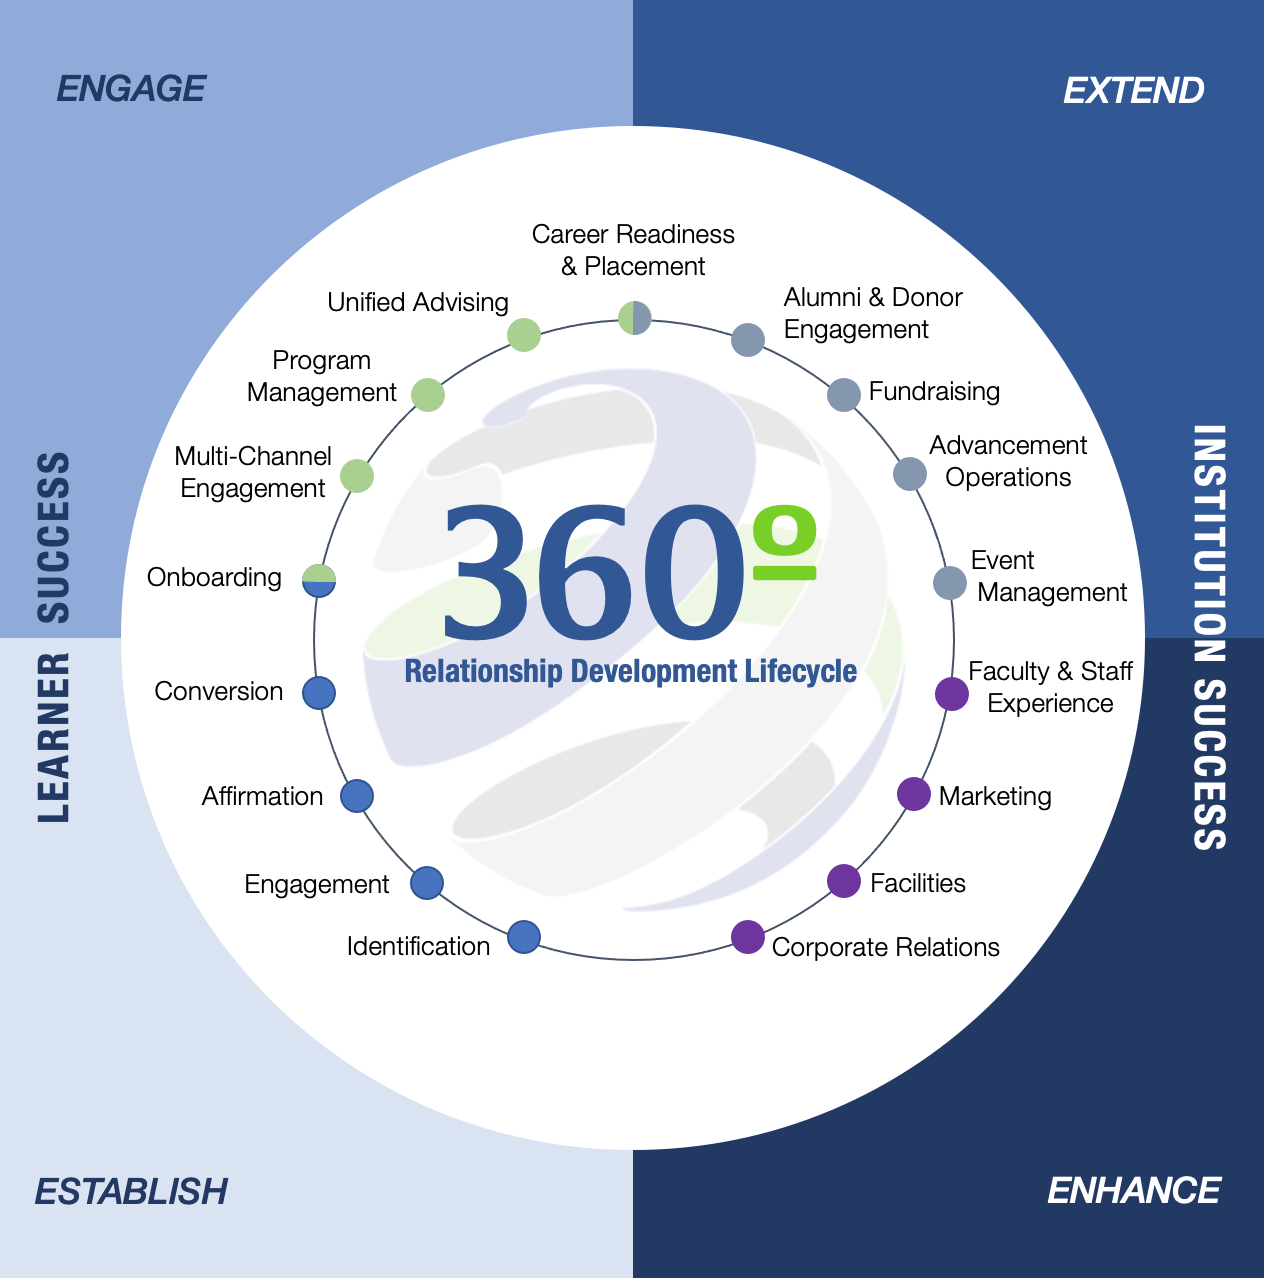 ENGAGE
EXTEND
Career Readiness
& Placement
Unified Advising
Alumni & Donor
Engagement
Program
Management
Fundraising
Multi-Channel
Engagement
Advancement
Operations
LEARNER SUCCESS
INSTITUTION SUCCESS
360º
Relationship Development Lifecycle
Onboarding
Event
Management
Conversion
Faculty & Staff
Experience
Affirmation
Marketing
Engagement
Facilities
Identification
Corporate Relations
ESTABLISH
ENHANCE